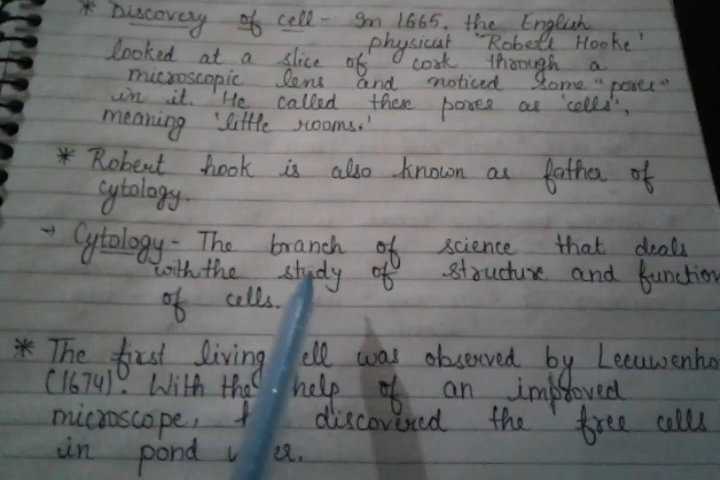 * Discovery of cell - In 1665, the English
physicist "Robert Hooke'
looked at a slice of cork through a
microscopic lens and noticed some "pores"
in it. He called these pores as 'cells',
meaning 'little rooms.'
* Robert hook is also known as father of
cytology.
→ Cytology - The branch of science that deals
with the study of structure and function
of cells.
* The first living ell was observed by Leeuwenho
(1674). With the help of an improved
microscope, discovered the free cells
in pond